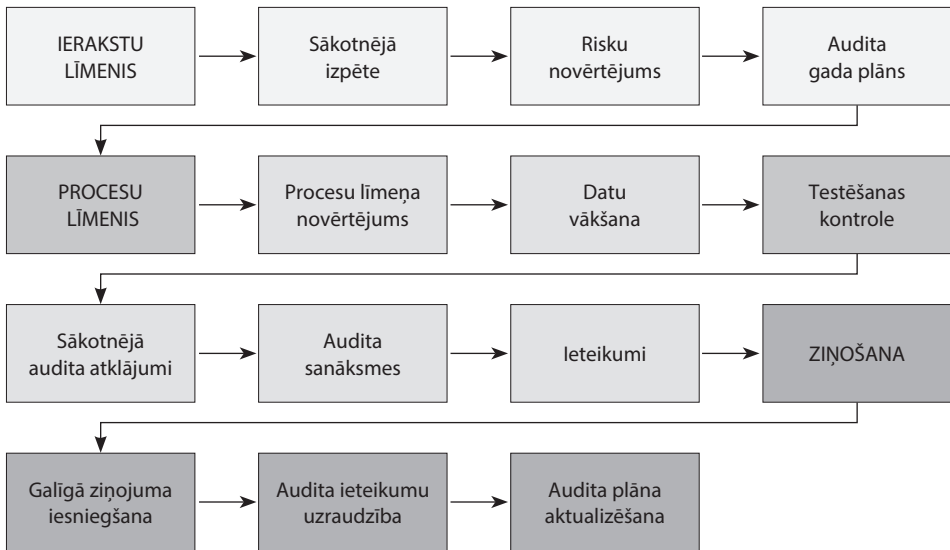 IERAKSTU
LĪMENIS
Sākotnējā
izpēte
Risku
novērtējums
Audita
gada plāns
PROCESU
LĪMENIS
Procesu līmeņa
novērtējums
Datu
vākšana
Testēšanas
kontrole
Sākotnējā
audita atklājumi
Audita
sanāksmes
Ieteikumi
ZIŅOŠANA
Galīgā ziņojuma
iesniegšana
Audita ieteikumu
uzraudzība
Audita plāna
aktualizēšana